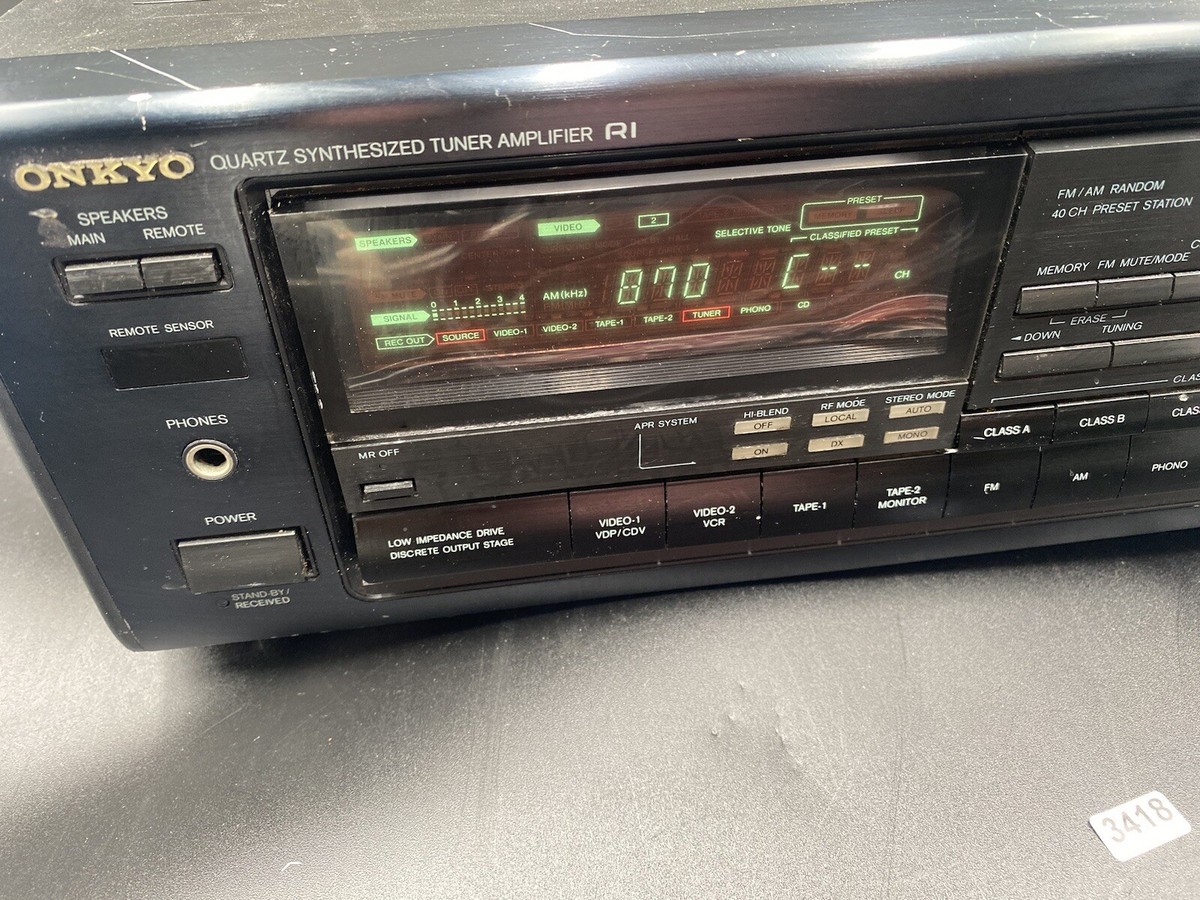 ONKYO QUARTZ SYNTHESIZED TUNER AMPLIFIER RI
SPEAKERS
MAIN REMOTE
REMOTE SENSOR
PHONES
POWER
STAND-BY/
RECEIVED
SPEAKERS
VIDEO
2
SELECTIVE TONE
PRESET
CLASSIFIED PRESET
SIGNAL
0 1 2 3 4
AM(kHz)
870
C--
CH
REC OUT SOURCE VIDEO-1 VIDEO-2 TAPE-1 TAPE-2 TUNER PHONO CD
MR OFF
APR SYSTEM
HI-BLEND
OFF
ON
RF MODE
LOCAL
DX
STEREO MODE
AUTO
MONO
LOW IMPEDANCE DRIVE
DISCRETE OUTPUT STAGE
VIDEO-1
VDP/CDV
VIDEO-2
VCR
TAPE-1
TAPE-2
MONITOR
FM
AM
PHONO
FM/AM RANDOM
40 CH PRESET STATION
MEMORY FM MUTE/MODE
ERASE
DOWN TUNING
CLASS A
CLASS B
3418